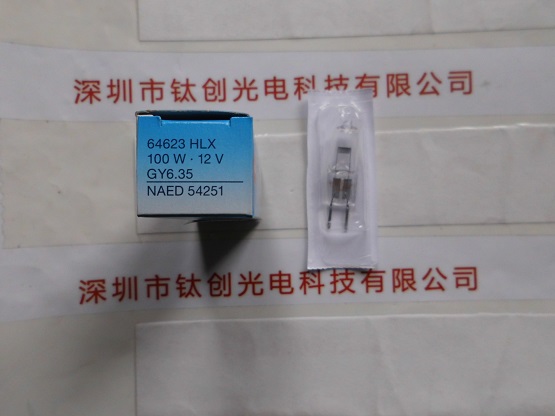 深圳市钛创光电科技有限公司
64623 HLX
100 W · 12 V
GY6.35
NAED 54251
深圳市钛创光电科技有限公司